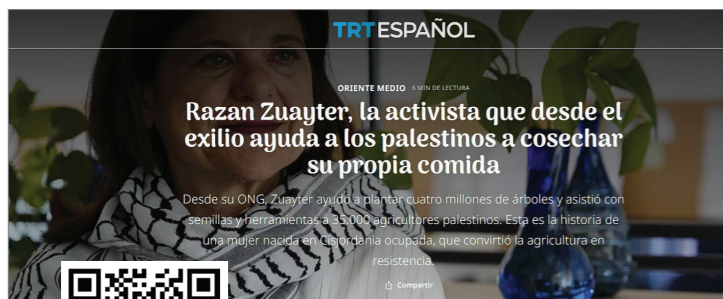 TRT ESPAÑOL
ORIENTE MEDIO 6 MIN DE LECTURA
Razan Zuayter, la activista que desde el
exilio ayuda a los palestinos a cosechar
su propia comida
Desde su ONG, Zuayter ayudó a plantar cuatro millones de árboles y asistió con
semillas y herramientas a 35.000 agricultores palestinos. Esta es la historia de
una mujer nacida en Cisjordania ocupada, que convirtió la agricultura en
resistencia.
Compartir